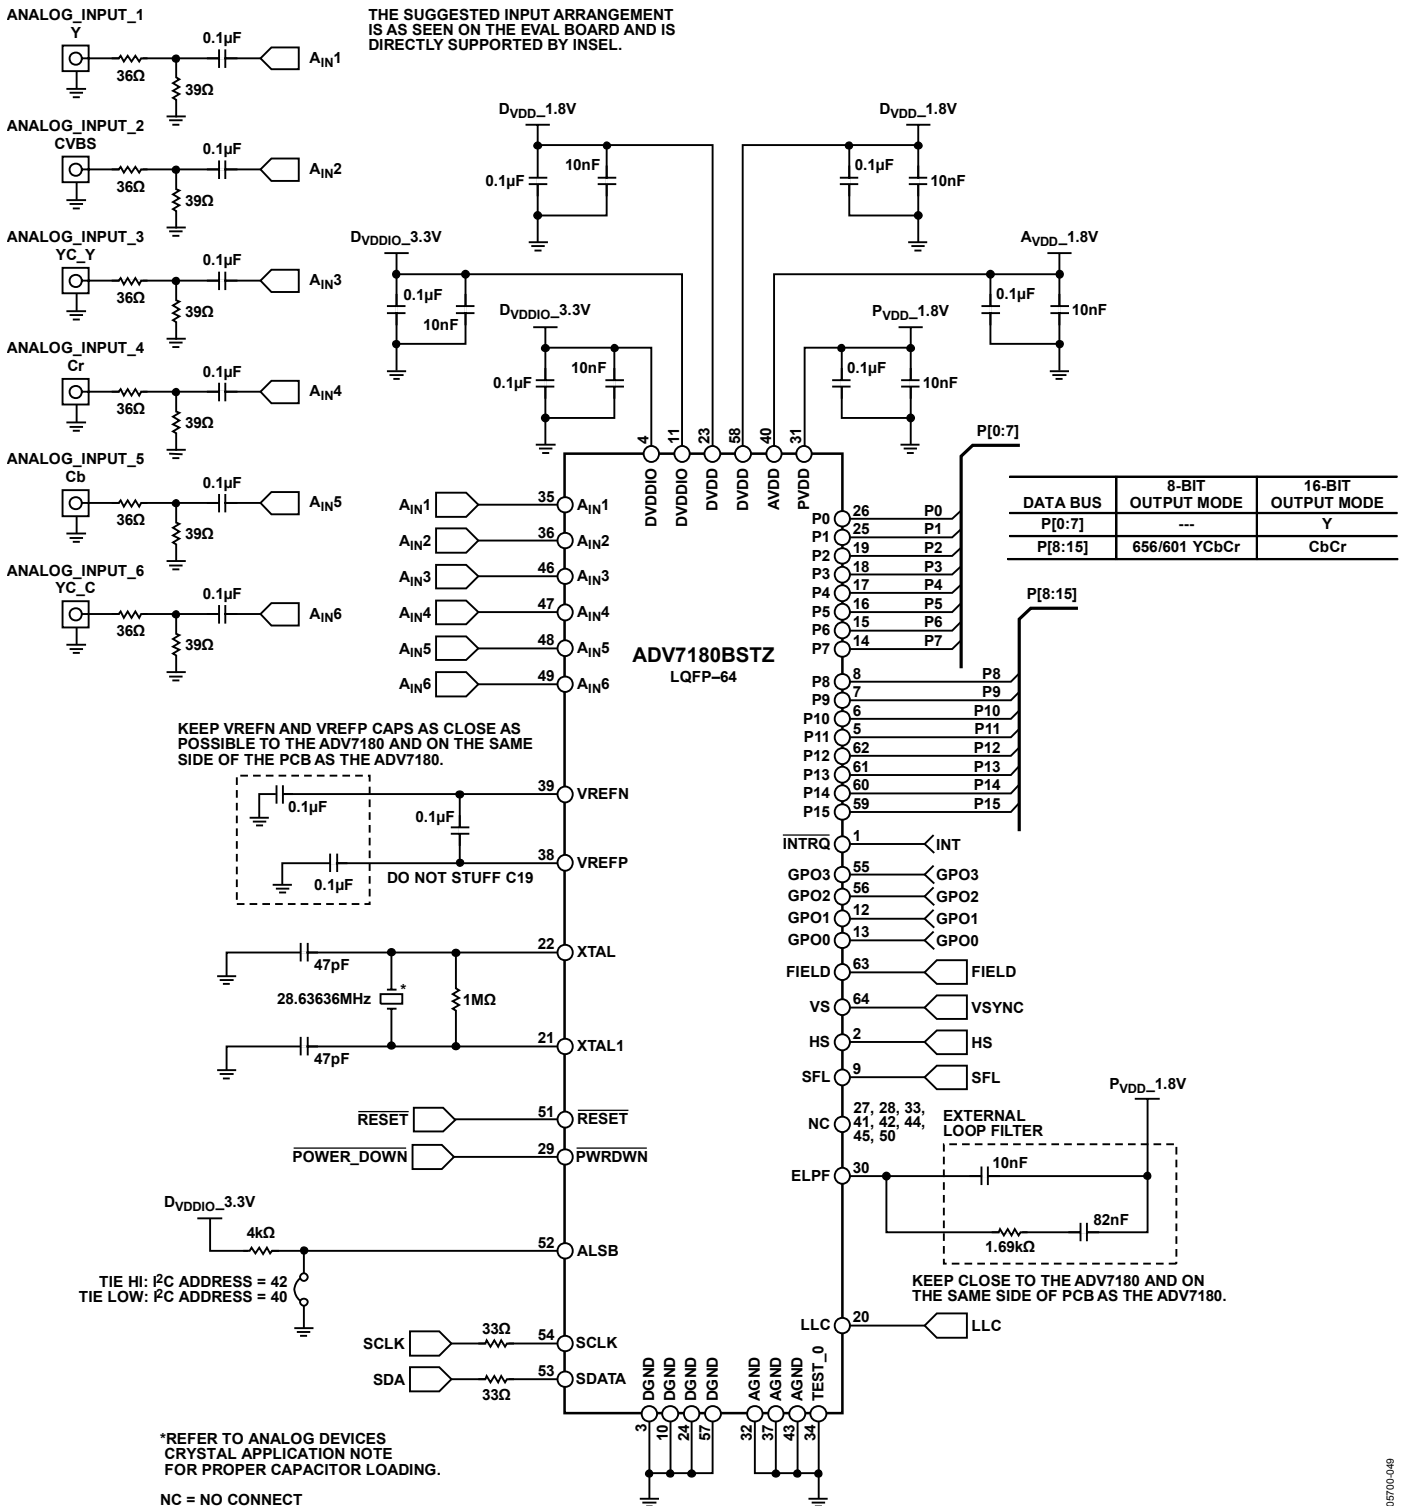 ANALOG_INPUT_1
Y
0.1µF
AIN1
36Ω
39Ω
THE SUGGESTED INPUT ARRANGEMENT
IS AS SEEN ON THE EVAL BOARD AND IS
DIRECTLY SUPPORTED BY INSEL.
ANALOG_INPUT_2
CVBS
0.1µF
AIN2
36Ω
39Ω
ANALOG_INPUT_3
YC_Y
0.1µF
AIN3
36Ω
39Ω
ANALOG_INPUT_4
Cr
0.1µF
AIN4
36Ω
39Ω
ANALOG_INPUT_5
Cb
0.1µF
AIN5
36Ω
39Ω
ANALOG_INPUT_6
YC_C
0.1µF
AIN6
36Ω
39Ω
DVDD_1.8V
0.1µF
10nF
DVDD_1.8V
0.1µF
10nF
DVDDIO_3.3V
0.1µF
10nF
AVDD_1.8V
0.1µF
10nF
DVDDIO_3.3V
0.1µF
10nF
PVDD_1.8V
0.1µF
10nF
4
11
23
58
40
31
DVDDIO
DVDDIO
DVDD
DVDD
AVDD
PVDD
AIN1 35 AIN1
AIN2 36 AIN2
AIN3 46 AIN3
AIN4 47 AIN4
AIN5 48 AIN5
AIN6 49 AIN6
ADV7180BSTZ
LQFP–64
P[0:7]
P0 26 P0
P1 25 P1
P2 19 P2
P3 18 P3
P4 17 P4
P5 16 P5
P6 15 P6
P7 14 P7
DATA BUS 8-BIT OUTPUT MODE 16-BIT OUTPUT MODE
P[0:7] --- Y
P[8:15] 656/601 YCbCr CbCr
P[8:15]
P8 8 P8
P9 7 P9
P10 6 P10
P11 5 P11
P12 62 P12
P13 61 P13
P14 60 P14
P15 59 P15
KEEP VREFN AND VREFP CAPS AS CLOSE AS
POSSIBLE TO THE ADV7180 AND ON THE SAME
SIDE OF THE PCB AS THE ADV7180.
0.1µF
0.1µF
0.1µF
39 VREFN
38 VREFP
DO NOT STUFF C19
INTRQ 1 INT
GPO3 55 GPO3
GPO2 56 GPO2
GPO1 12 GPO1
GPO0 13 GPO0
FIELD 63 FIELD
VS 64 VSYNC
HS 2 HS
SFL 9 SFL
47pF
22 XTAL
28.63636MHz
*
1MΩ
47pF
21 XTAL1
RESET 51 RESET
POWER_DOWN 29 PWRDWN
NC 27, 28, 33,
41, 42, 44,
45, 50
EXTERNAL
LOOP FILTER
PVDD_1.8V
ELPF 30
10nF
82nF
1.69kΩ
KEEP CLOSE TO THE ADV7180 AND ON
THE SAME SIDE OF PCB AS THE ADV7180.
DVDDIO_3.3V
4kΩ
52 ALSB
TIE HI: I2C ADDRESS = 42
TIE LOW: I2C ADDRESS = 40
LLC 20 LLC
SCLK 33Ω 54 SCLK
SDA 33Ω 53 SDATA
DGND
DGND
DGND
DGND
AGND
AGND
AGND
TEST_0
3
10
24
57
32
37
43
34
*REFER TO ANALOG DEVICES
CRYSTAL APPLICATION NOTE
FOR PROPER CAPACITOR LOADING.
NC = NO CONNECT
05700-049